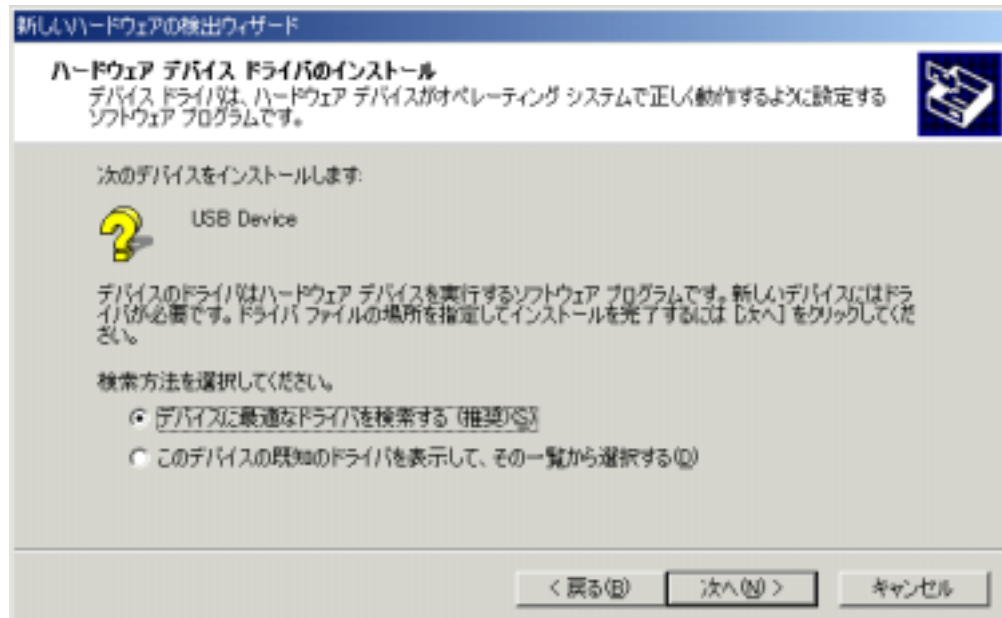 新しいハードウェアの検出ウィザード
ハードウェア デバイス ドライバのインストール
デバイス ドライバは、ハードウェア デバイスがオペレーティング システムで正しく動作するように設定する
ソフトウェア プログラムです。
次のデバイスをインストールします:
USB Device
デバイスのドライバはハードウェア デバイスを実行するソフトウェア プログラムです。新しいデバイスにはドラ
イバが必要です。ドライバ ファイルの場所を指定してインストールを完了するには [次へ] をクリックしてくだ
さい。
検索方法を選択してください。
デバイスに最適なドライバを検索する (推奨)(S)
このデバイスの既知のドライバを表示して、その一覧から選択する(D)
< 戻る(B)
次へ(N) >
キャンセル